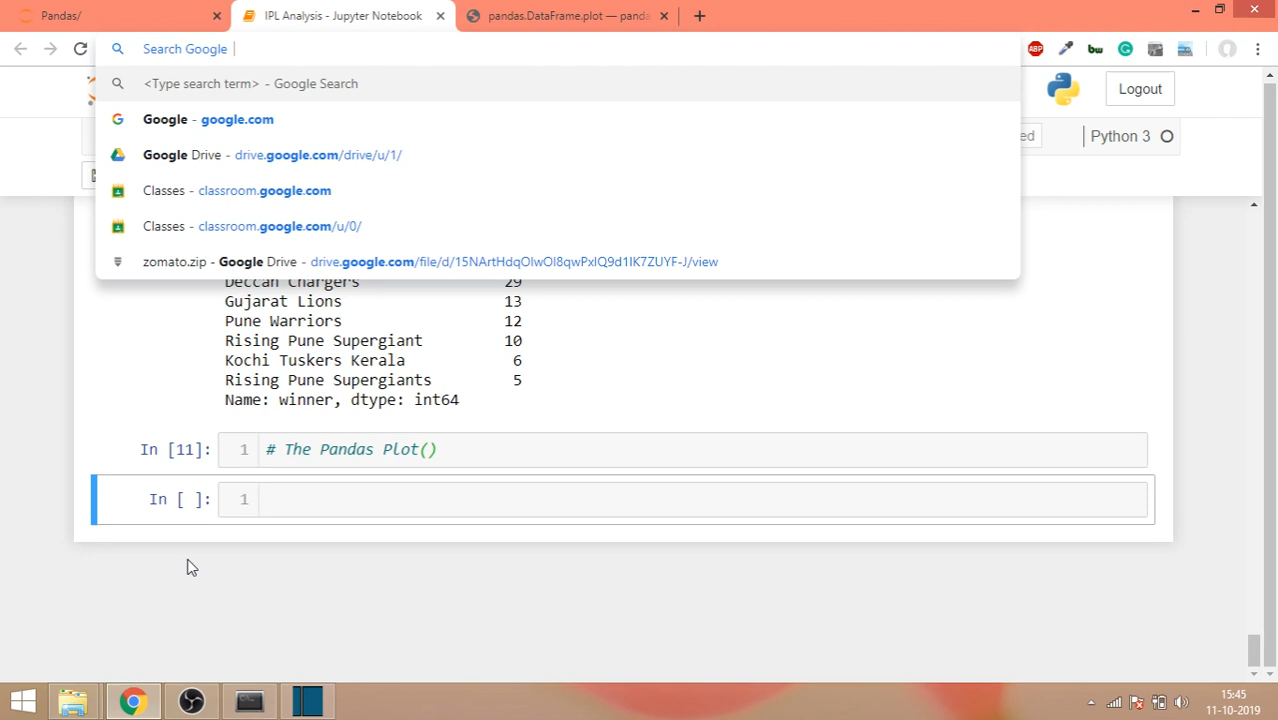 Pandas/
IPL Analysis - Jupyter Notebook
pandas.DataFrame.plot — panda
Search Google
ABP
bw
<Type search term> - Google Search
Google - google.com
Google Drive - drive.google.com/drive/u/1/
Classes - classroom.google.com
Classes - classroom.google.com/u/0/
zomato.zip - Google Drive - drive.google.com/file/d/15NArtHdqOIwOI8qwPxIQ9d1IK7ZUYF-J/view
Logout
ed
Python 3
Deccan Chargers 29
Gujarat Lions 13
Pune Warriors 12
Rising Pune Supergiant 10
Kochi Tuskers Kerala 6
Rising Pune Supergiants 5
Name: winner, dtype: int64
In [11]: 1 # The Pandas Plot()
In [ ]: 1
15:45
11-10-2019